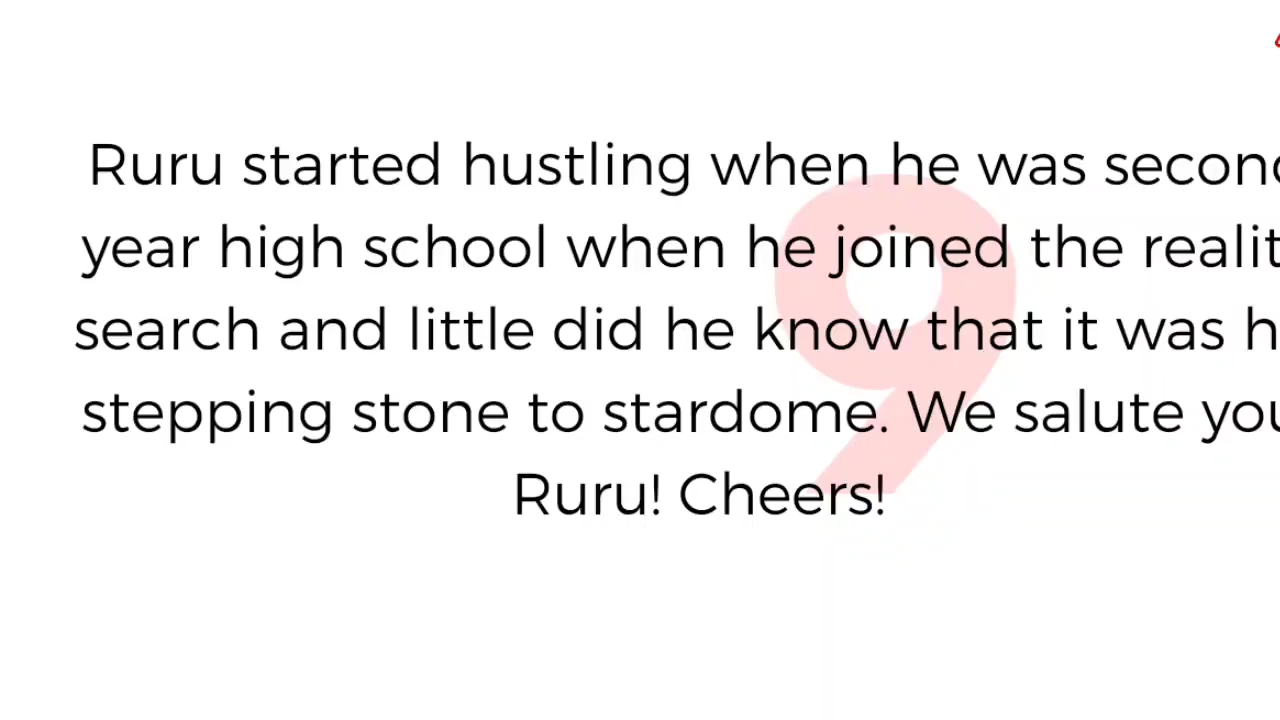 Ruru started hustling when he was second
year high school when he joined the realit
search and little did he know that it was h
stepping stone to stardome. We salute you
Ruru! Cheers!
9